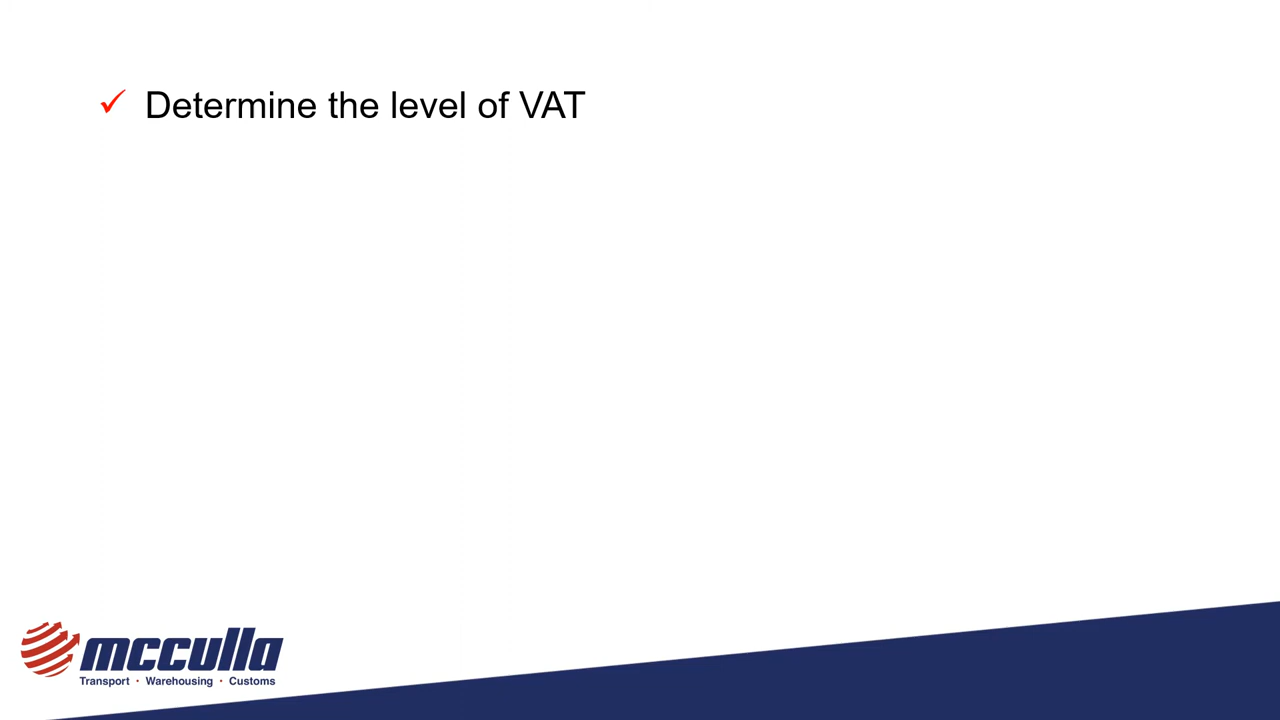 Determine the level of VAT
mcculla
Transport · Warehousing · Customs